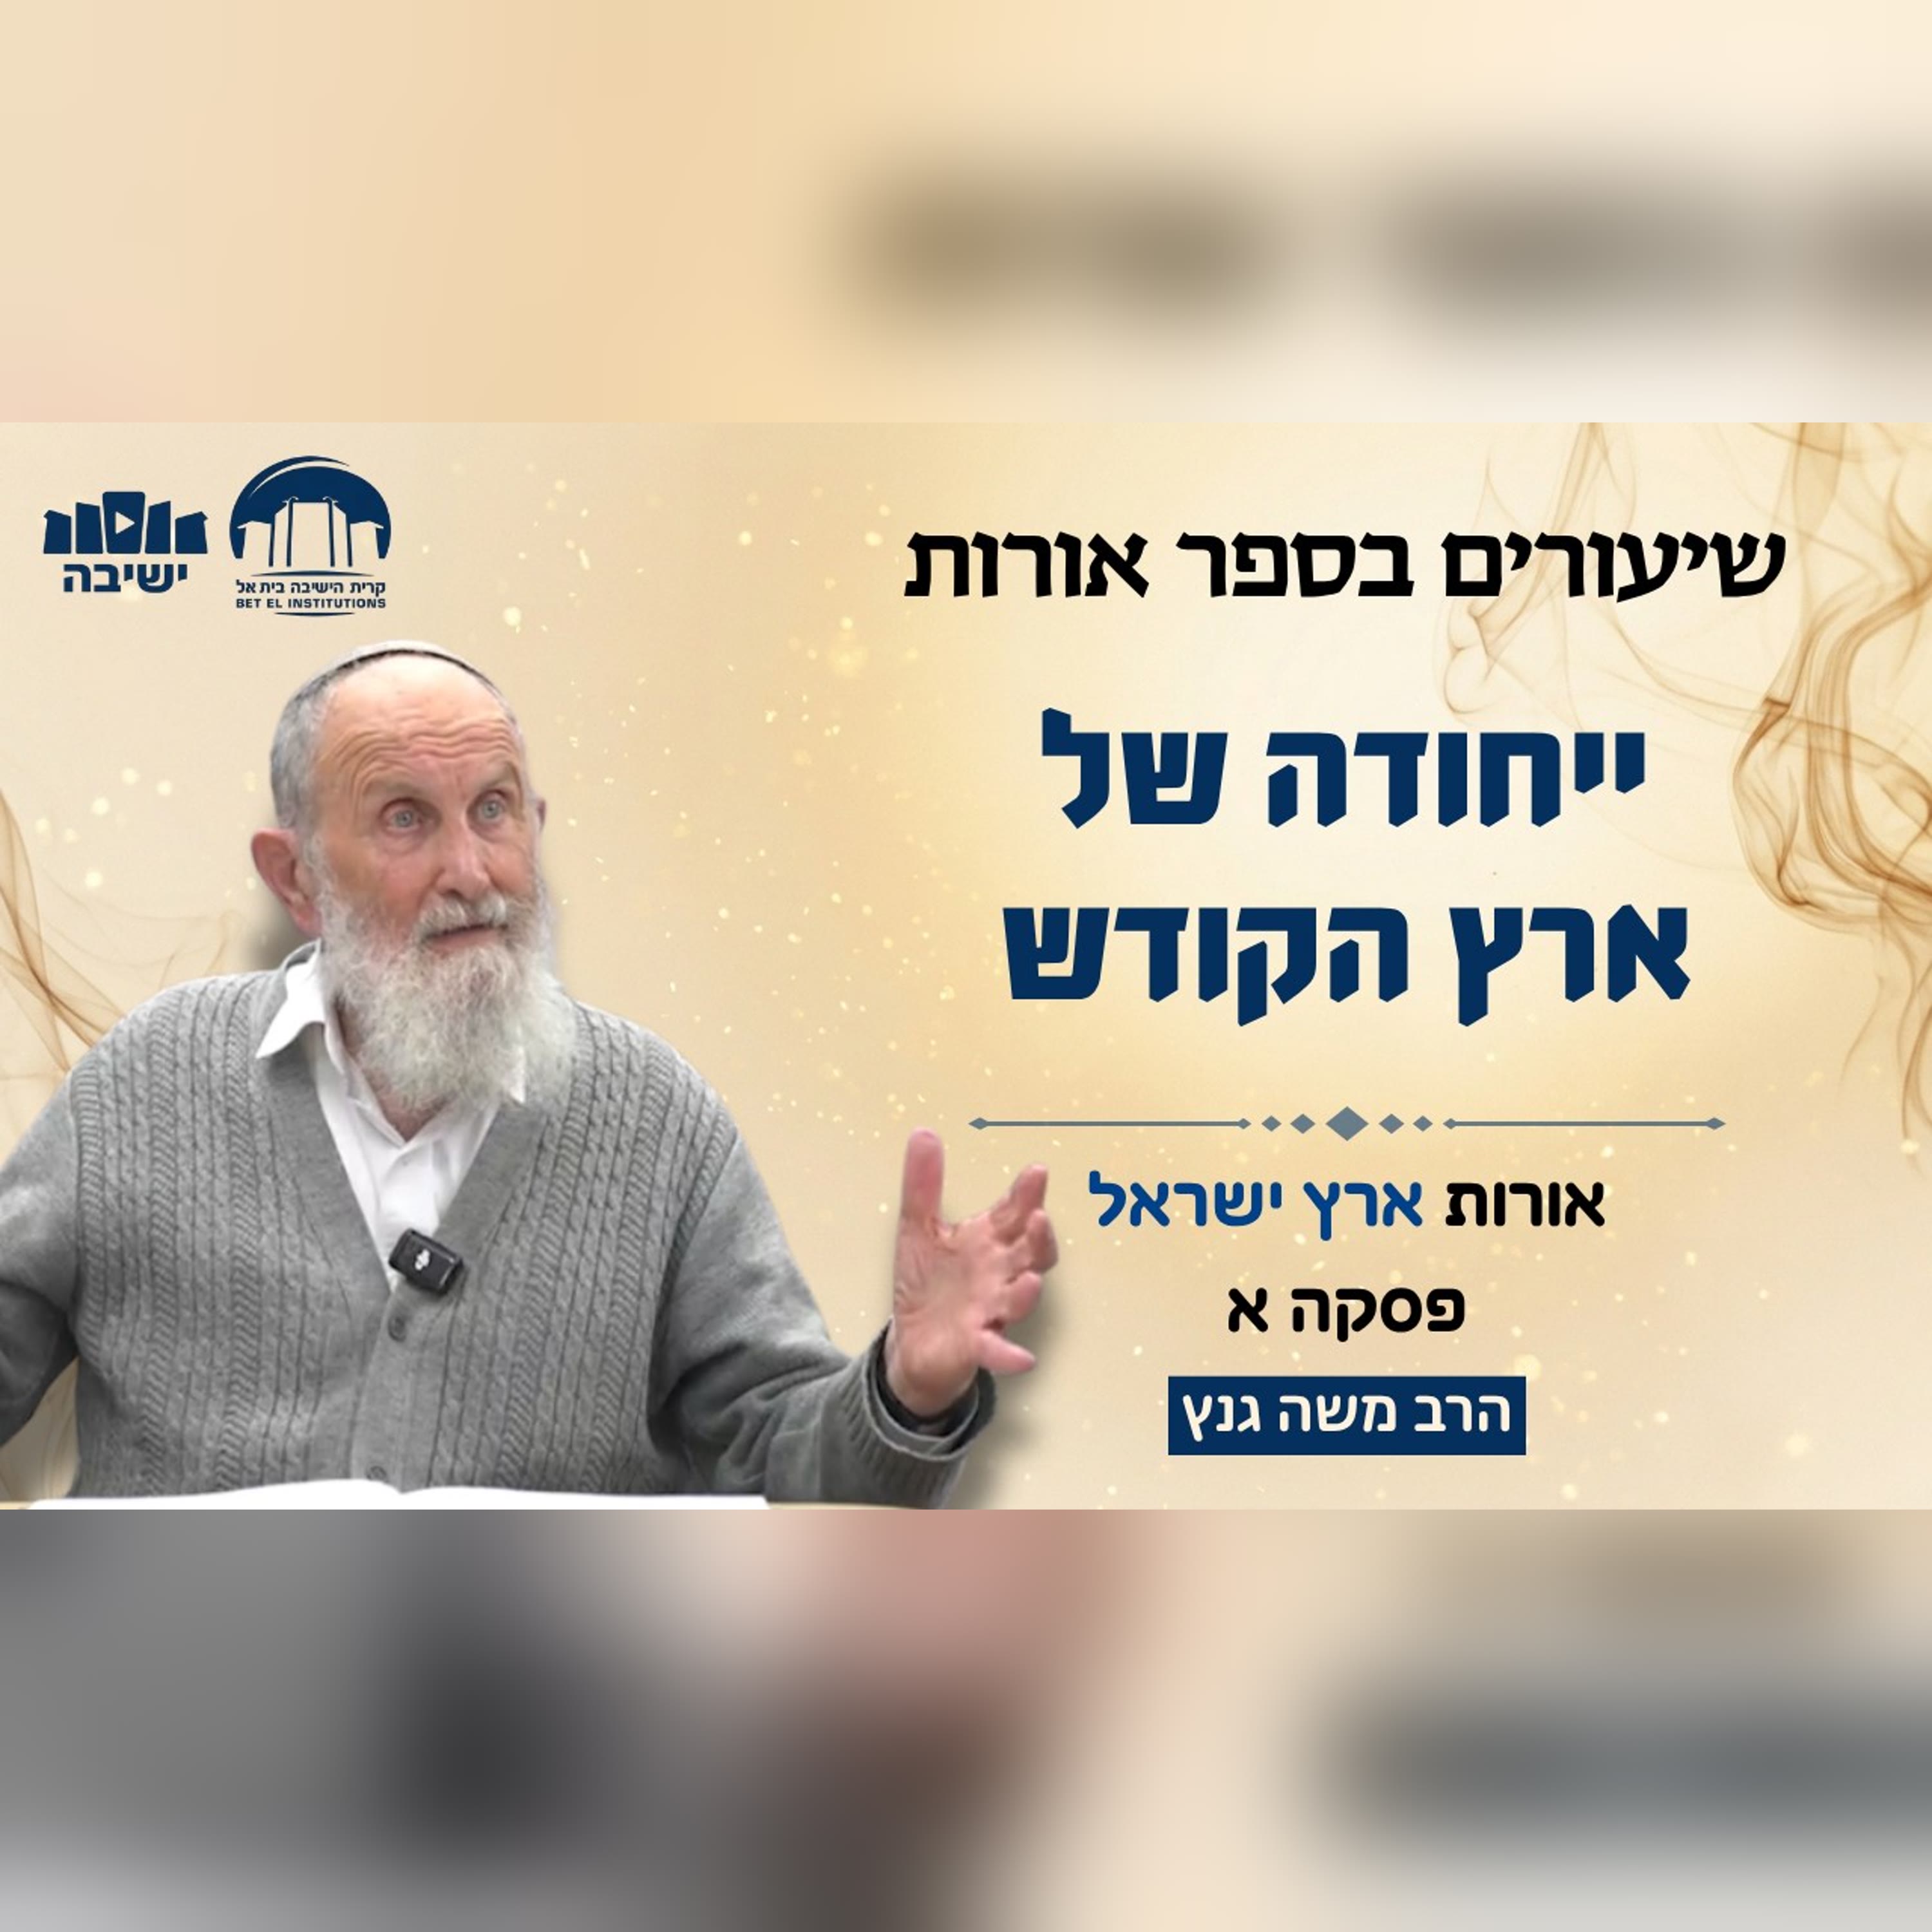 ישיבה
קרית הישיבה בית אל
BET EL INSTITUTIONS
שיעורים בספר אורות
ייחודה של
ארץ הקודש
אורות ארץ ישראל
פסקה א
הרב משה גנץ